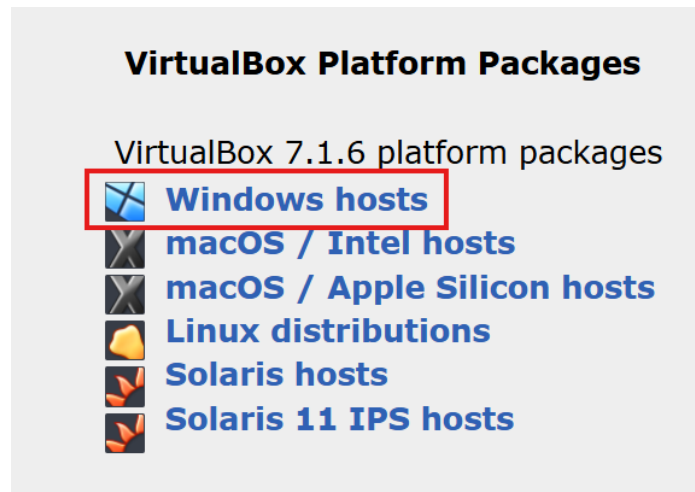 VirtualBox Platform Packages
VirtualBox 7.1.6 platform packages
Windows hosts
macOS / Intel hosts
macOS / Apple Silicon hosts
Linux distributions
Solaris hosts
Solaris 11 IPS hosts